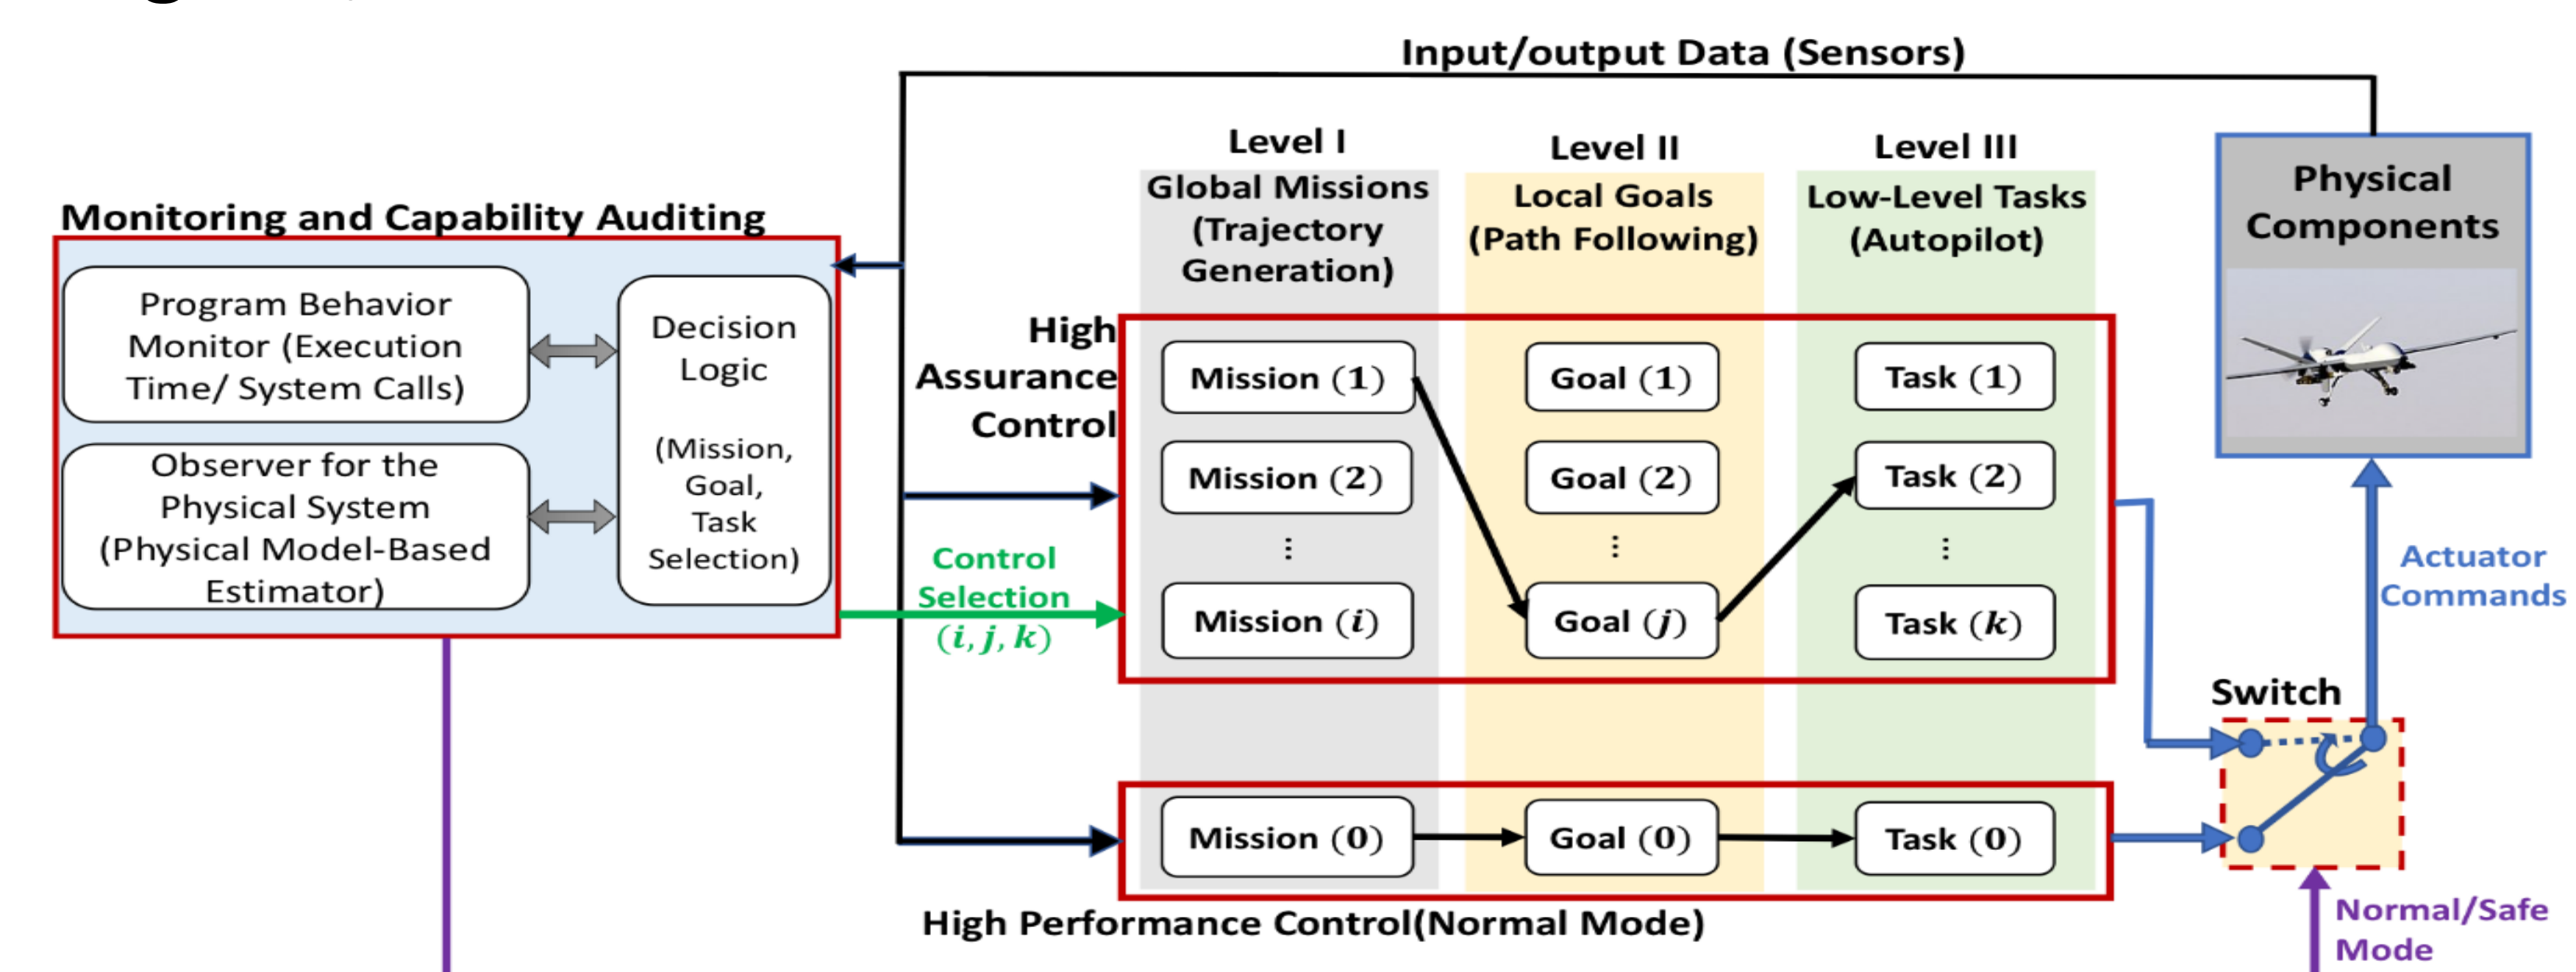 Input/output Data (Sensors)
Level I
Global Missions
(Trajectory
Generation)
Level II
Local Goals
(Path Following)
Level III
Low-Level Tasks
(Autopilot)
Physical
Components
Monitoring and Capability Auditing
Program Behavior
Monitor (Execution
Time/ System Calls)
Observer for the
Physical System
(Physical Model-Based
Estimator)
Decision
Logic
(Mission,
Goal,
Task
Selection)
High
Assurance
Control
Control
Selection
(i, j, k)
Mission (1)
Goal (1)
Task (1)
Mission (2)
Goal (2)
Task (2)
⋮
⋮
⋮
Mission (i)
Goal (j)
Task (k)
Mission (0)
Goal (0)
Task (0)
High Performance Control(Normal Mode)
Switch
Actuator
Commands
Normal/Safe
Mode